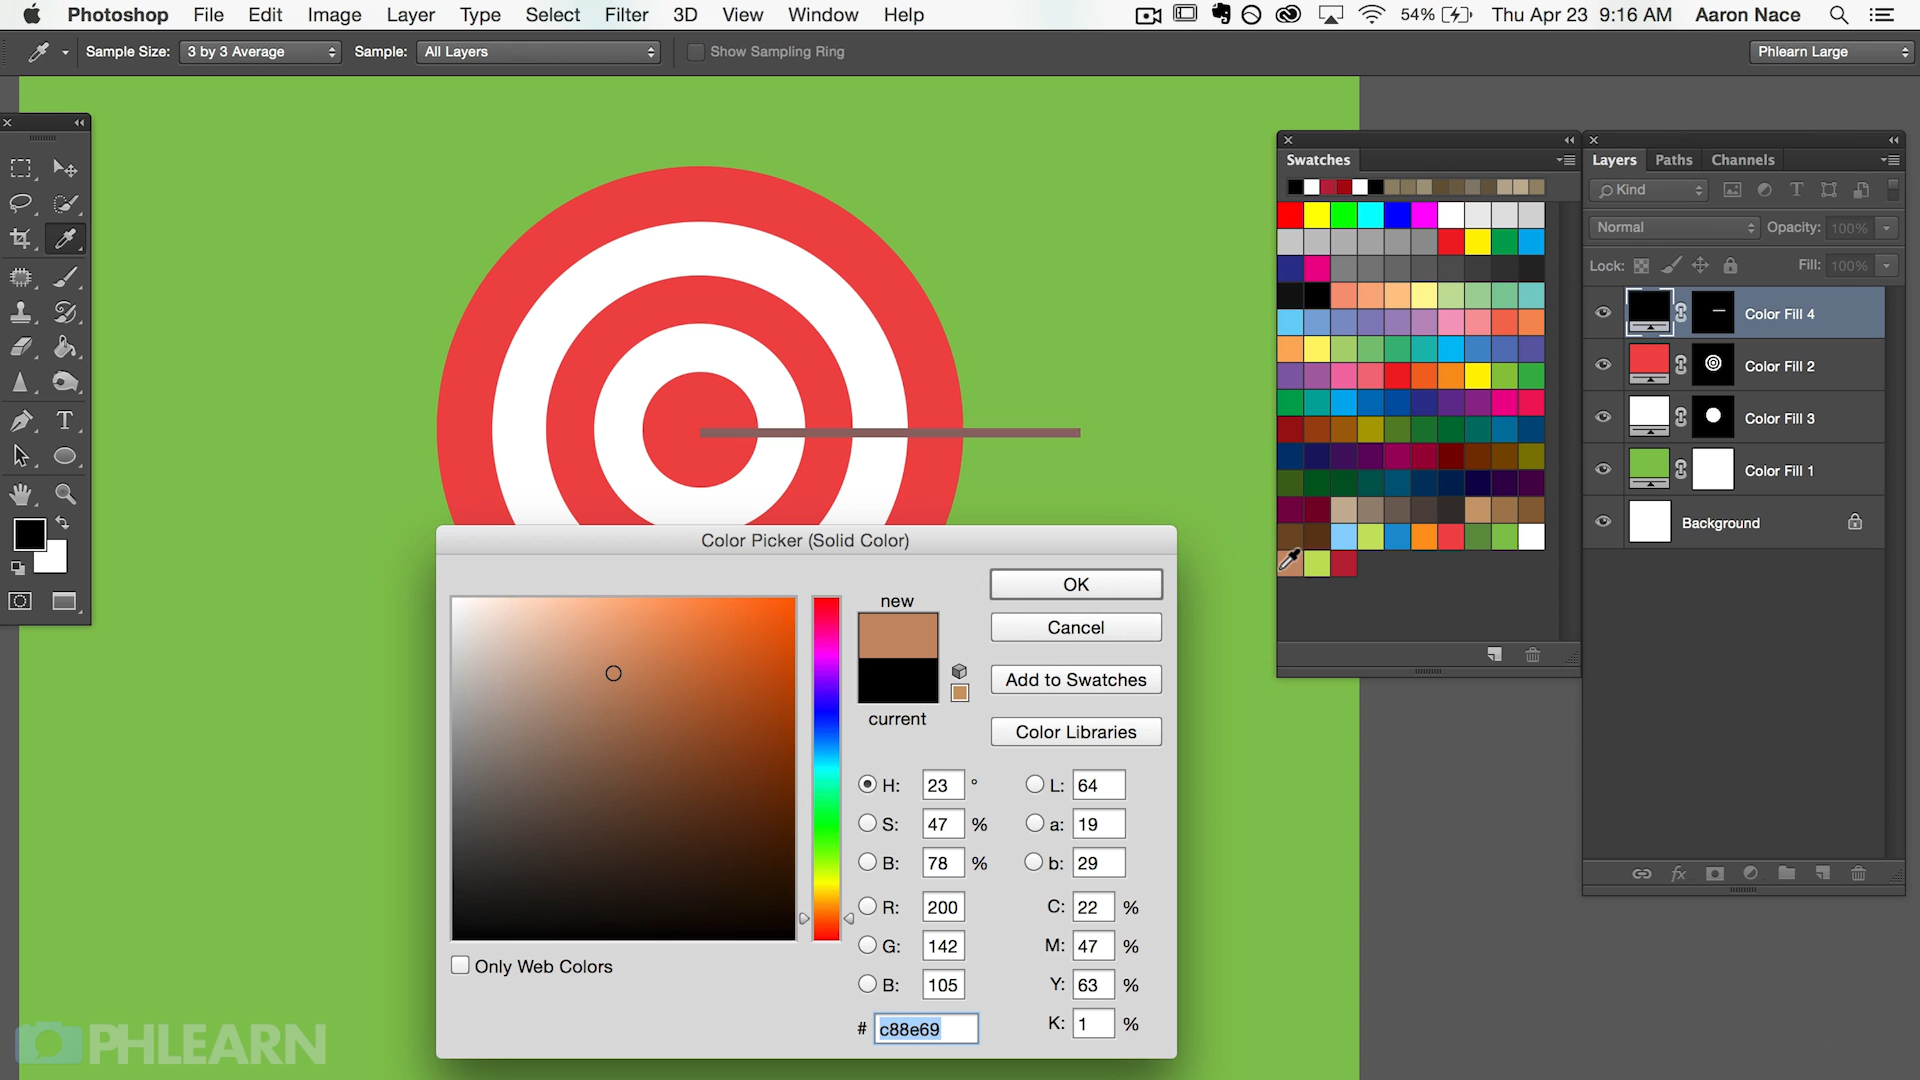 Photoshop File Edit Image Layer Type Select Filter 3D View Window Help 54% Thu Apr 23 9:16 AM Aaron Nace
Sample Size: 3 by 3 Average Sample: All Layers Show Sampling Ring Phlearn Large
Swatches
Layers Paths Channels
Kind
Normal Opacity: 100%
Lock: Fill: 100%
Color Fill 4
Color Fill 2
Color Fill 3
Color Fill 1
Background
Color Picker (Solid Color)
new
current
OK
Cancel
Add to Swatches
Color Libraries
H: 23 ° L: 64
S: 47 % a: 19
B: 78 % b: 29
R: 200 C: 22 %
G: 142 M: 47 %
B: 105 Y: 63 %
# c88e69 K: 1 %
Only Web Colors
PHLEARN